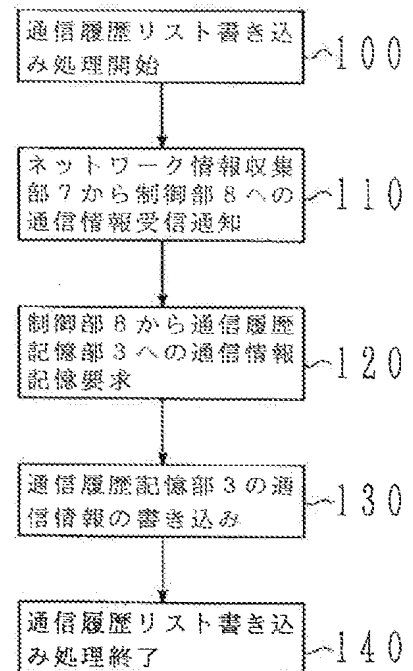 通信履歴リスト書き込
み処理開始
100
ネットワーク情報収集
部7から制御部8への
通信情報受信通知
110
制御部8から通信履歴
記憶部3への通信情報
記憶要求
120
通信履歴記憶部3の通
信情報の書き込み
130
通信履歴リスト書き込
み処理終了
140